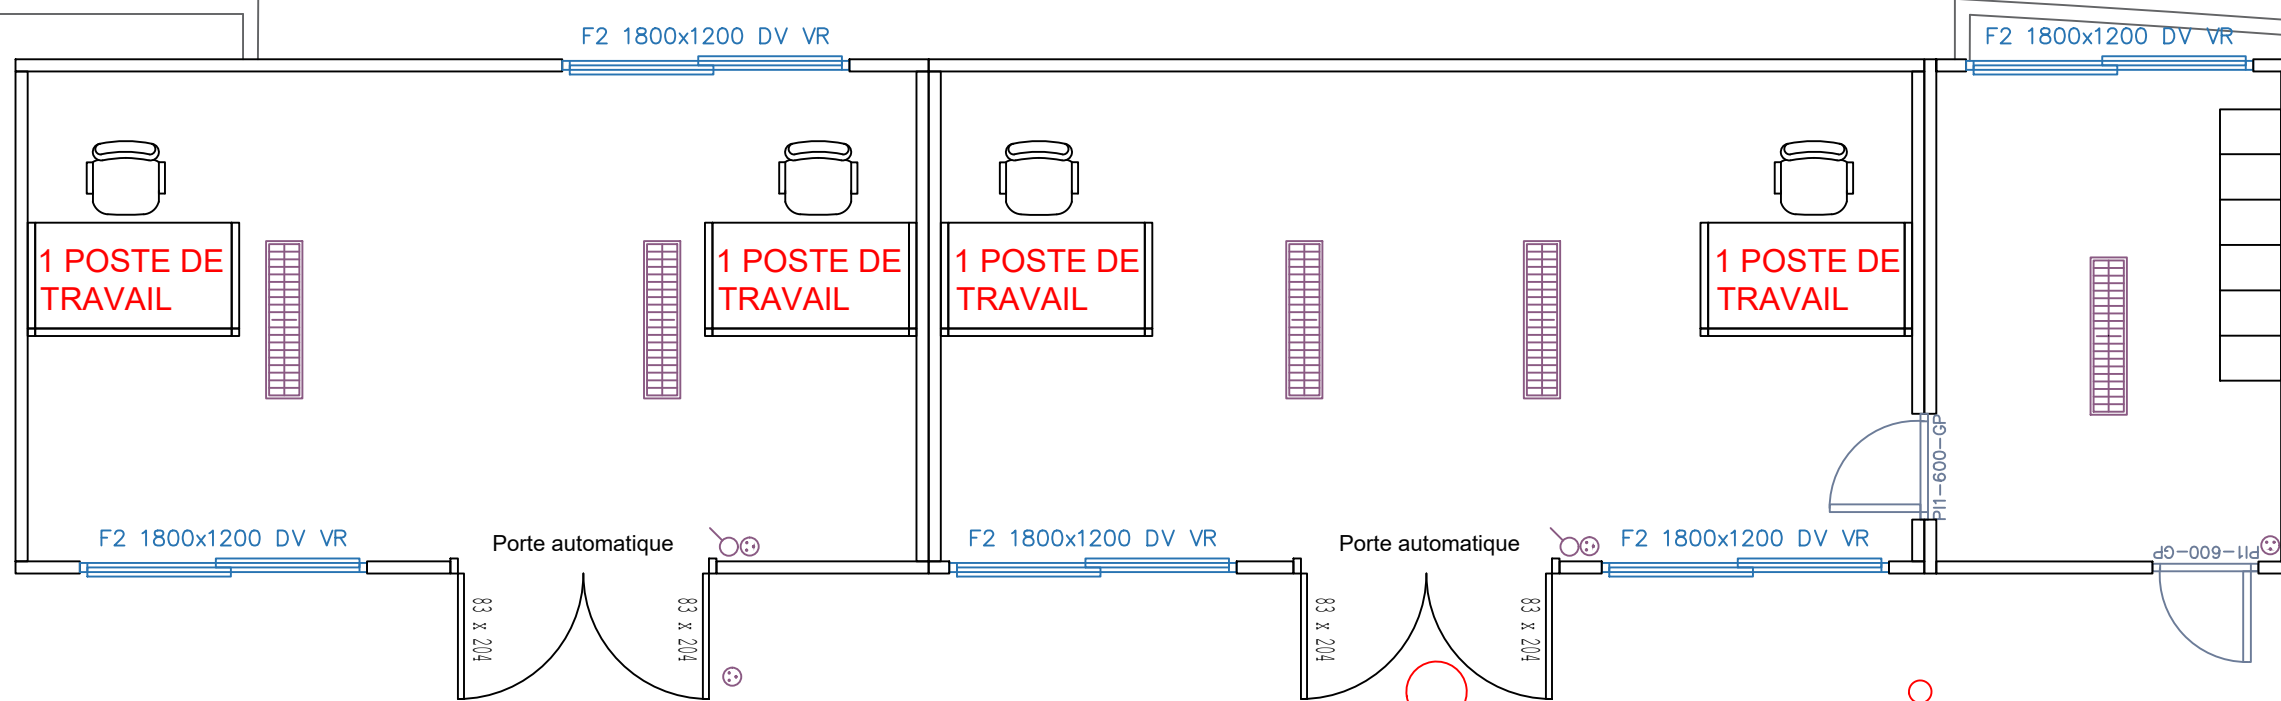 F2 1800x1200 DV VR
F2 1800x1200 DV VR
1 POSTE DE
TRAVAIL
1 POSTE DE
TRAVAIL
1 POSTE DE
TRAVAIL
1 POSTE DE
TRAVAIL
PI1-600-GP
F2 1800x1200 DV VR
Porte automatique
F2 1800x1200 DV VR
Porte automatique
F2 1800x1200 DV VR
PI1-600-GP
83 x 204
83 x 204
83 x 204
83 x 204